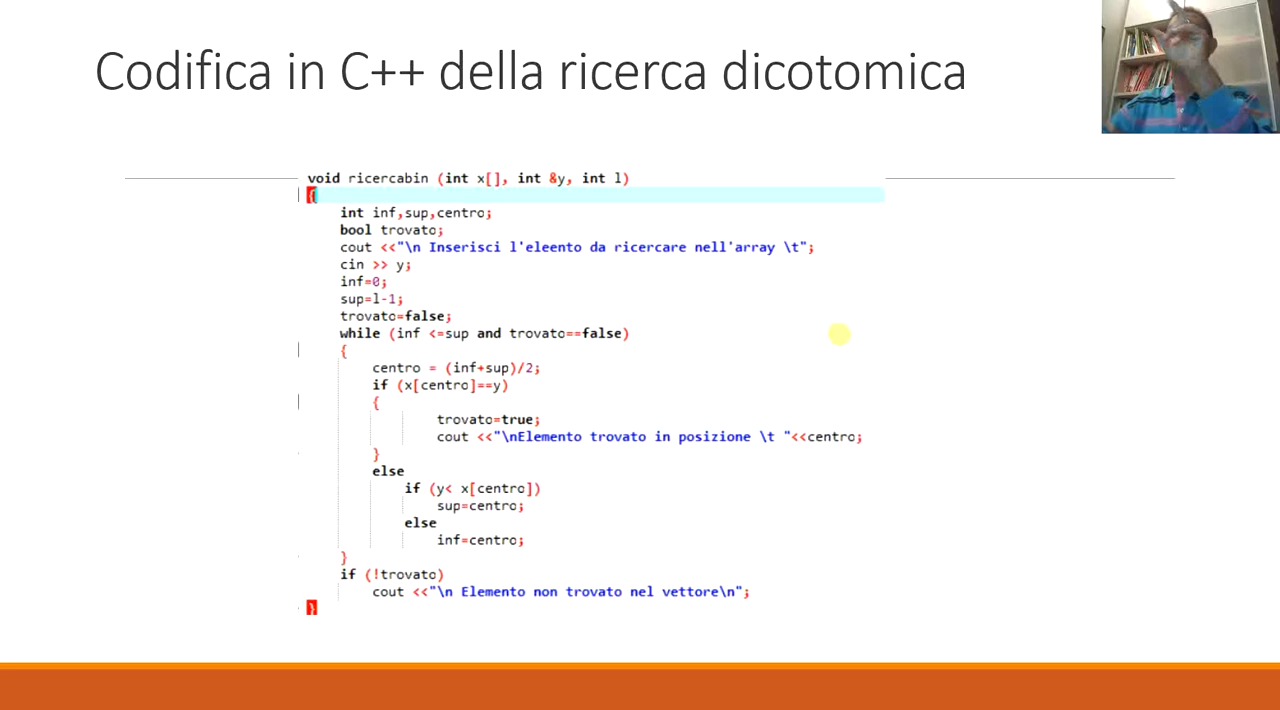 Codifica in C++ della ricerca dicotomica
void ricercabin (int x[], int &y, int l)
{
int inf,sup,centro;
bool trovato;
cout <<"\n Inserisci l'eleento da ricercare nell'array \t";
cin >> y;
inf=0;
sup=l-1;
trovato=false;
while (inf <=sup and trovato==false)
{
centro = (inf+sup)/2;
if (x[centro]==y)
{
trovato=true;
cout <<"\nElemento trovato in posizione \t "<<centro;
}
else
if (y< x[centro])
sup=centro;
else
inf=centro;
}
if (!trovato)
cout <<"\n Elemento non trovato nel vettore\n";
}